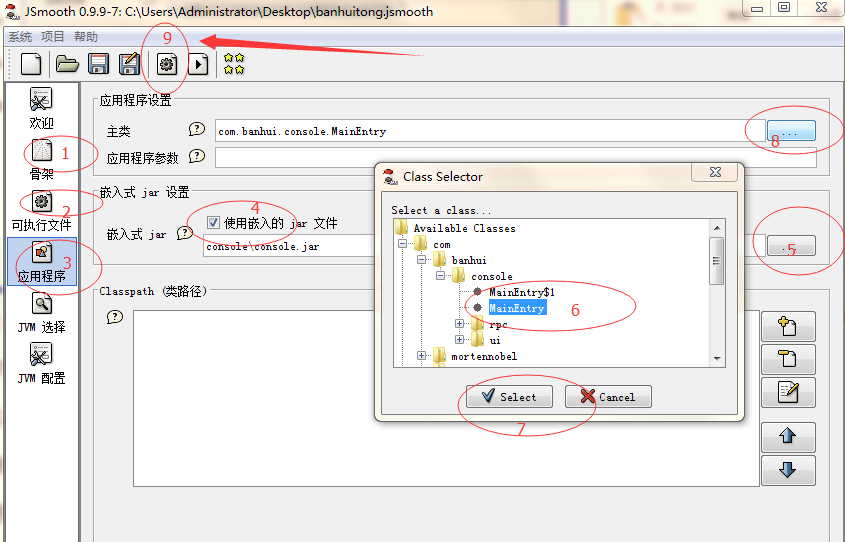 JSmooth 0.9.9-7: C:\Users\Administrator\Desktop\banhuitong.jsmooth
系统 项目 帮助
9
欢迎
1
骨架
2
可执行文件
3
应用程序
JVM 选择
JVM 配置
应用程序设置
主类
com.banhui.console.MainEntry
...
8
应用程序参数
嵌入式 jar 设置
4
使用嵌入的 jar 文件
嵌入式 jar
console\console.jar
5
Classpath (类路径)
Class Selector
Select a class...
Available Classes
com
banhui
console
MainEntry$1
MainEntry
6
rpc
ui
mortennobel
Select
Cancel
7